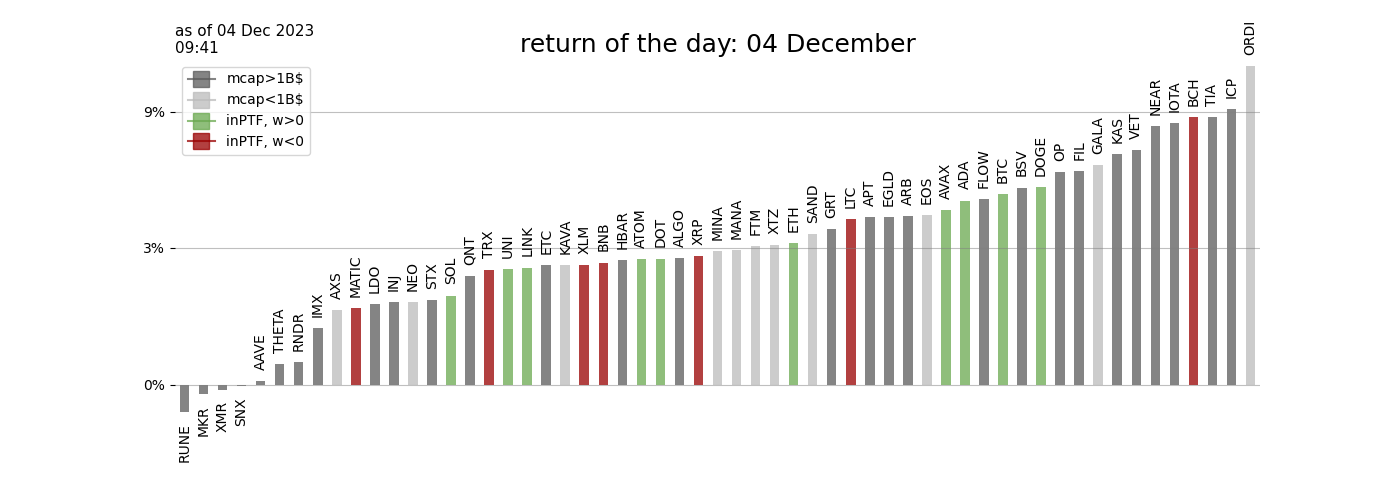 as of 04 Dec 2023
09:41
return of the day: 04 December
mcap>1B$
mcap<1B$
inPTF, w>0
inPTF, w<0
9%
3%
0%
RUNE
MKR
XMR
SNX
AAVE
THETA
RNDR
IMX
AXS
MATIC
LDO
INJ
NEO
STX
SOL
QNT
TRX
UNI
LINK
ETC
KAVA
XLM
BNB
HBAR
ATOM
DOT
ALGO
XRP
MINA
MANA
FTM
XTZ
ETH
SAND
GRT
LTC
APT
EGLD
ARB
EOS
AVAX
ADA
FLOW
BTC
BSV
DOGE
OP
FIL
GALA
KAS
VET
NEAR
IOTA
BCH
TIA
ICP
ORDI